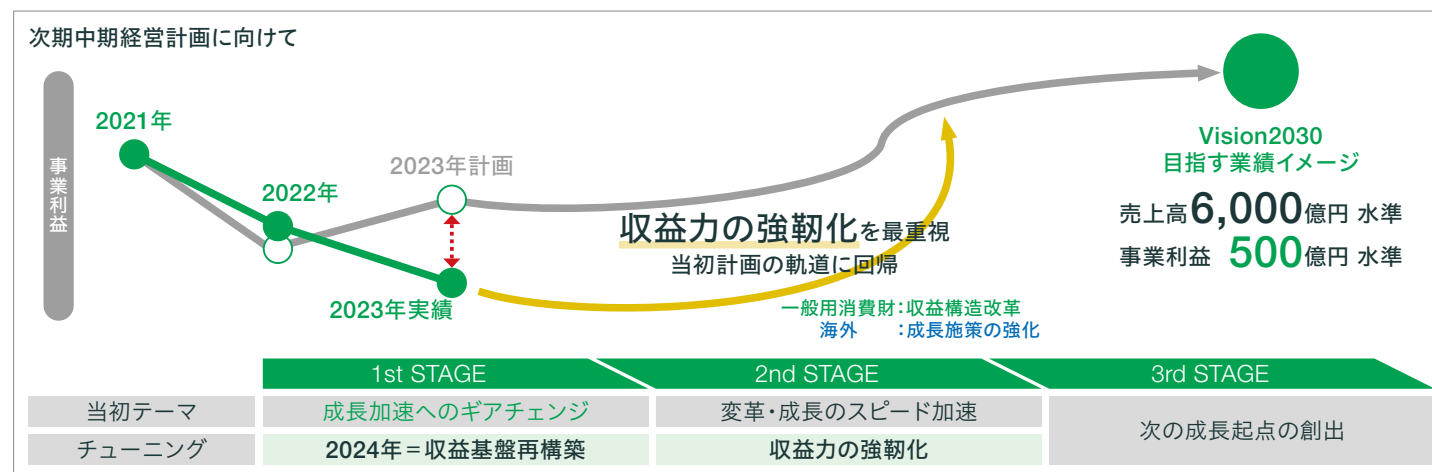 次期中期経営計画に向けて
事業利益
2021年
2022年
2023年計画
2023年実績
収益力の強靭化を最重視
当初計画の軌道に回帰
一般用消費財：収益構造改革
海外　　：成長施策の強化
Vision2030
目指す業績イメージ
売上高6,000億円 水準
事業利益 500億円 水準
1st STAGE
2nd STAGE
3rd STAGE
当初テーマ
成長加速へのギアチェンジ
変革・成長のスピード加速
次の成長起点の創出
チューニング
2024年＝収益基盤再構築
収益力の強靭化